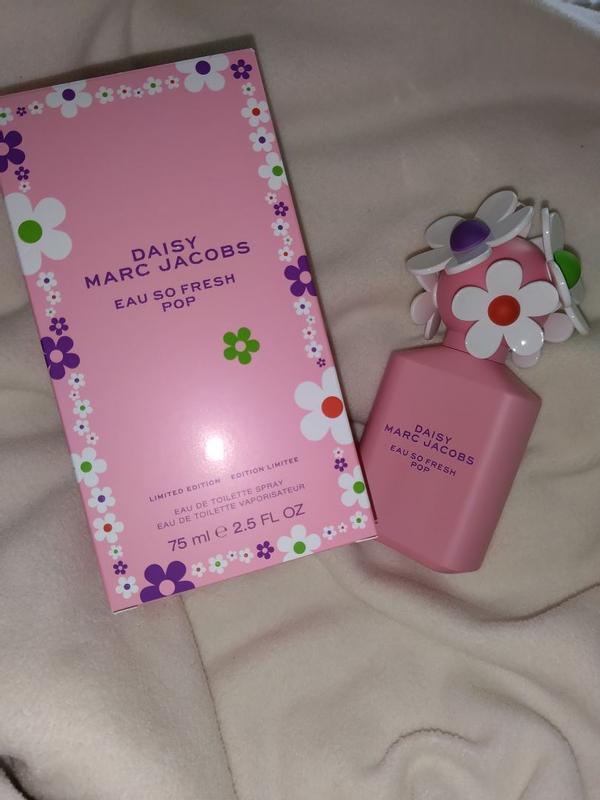 DAISY
MARC JACOBS
EAU SO FRESH
POP
LIMITED EDITION EDITION LIMITEE
EAU DE TOILETTE SPRAY
EAU DE TOILETTE VAPORISATEUR
75 ml ℮ 2.5 FL OZ
DAISY
MARC JACOBS
EAU SO FRESH
POP